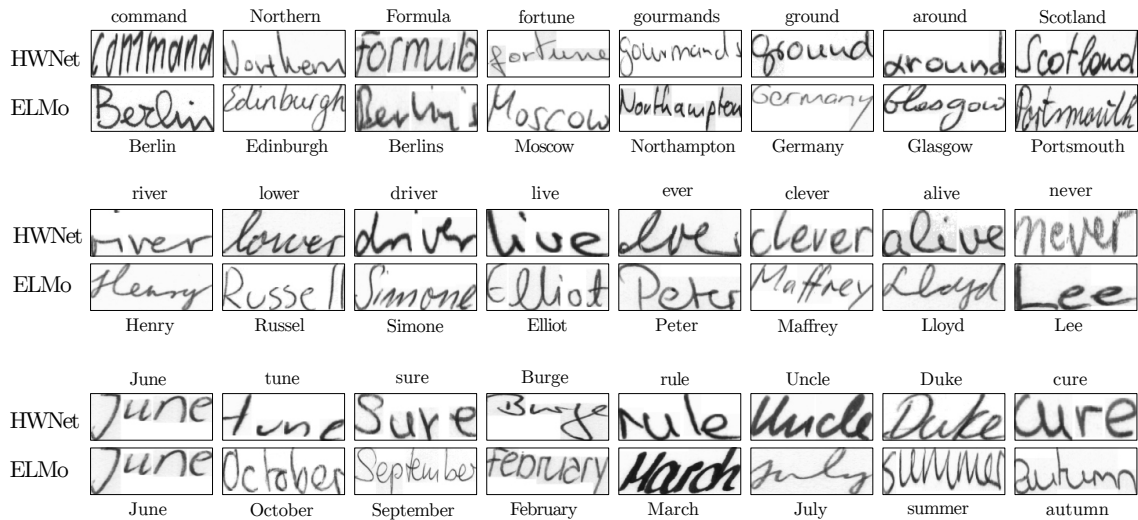 command Northern Formula fortune gourmands ground around Scotland
HWNet command Northern Formula fortune gourmands ground around Scotland
ELMo Berlin Edinburgh Berlin's Moscow Northampton Germany Glasgow Portsmouth
Berlin Edinburgh Berlins Moscow Northampton Germany Glasgow Portsmouth
river lower driver live ever clever alive never
HWNet river lower driver live ever clever alive never
ELMo Henry Russell Simone Elliot Peter Maffrey Lloyd Lee
Henry Russel Simone Elliot Peter Maffrey Lloyd Lee
June tune sure Burge rule Uncle Duke cure
HWNet June tune Sure Burge rule Uncle Duke cure
ELMo June October September February March July summer autumn
June October September February March July summer autumn